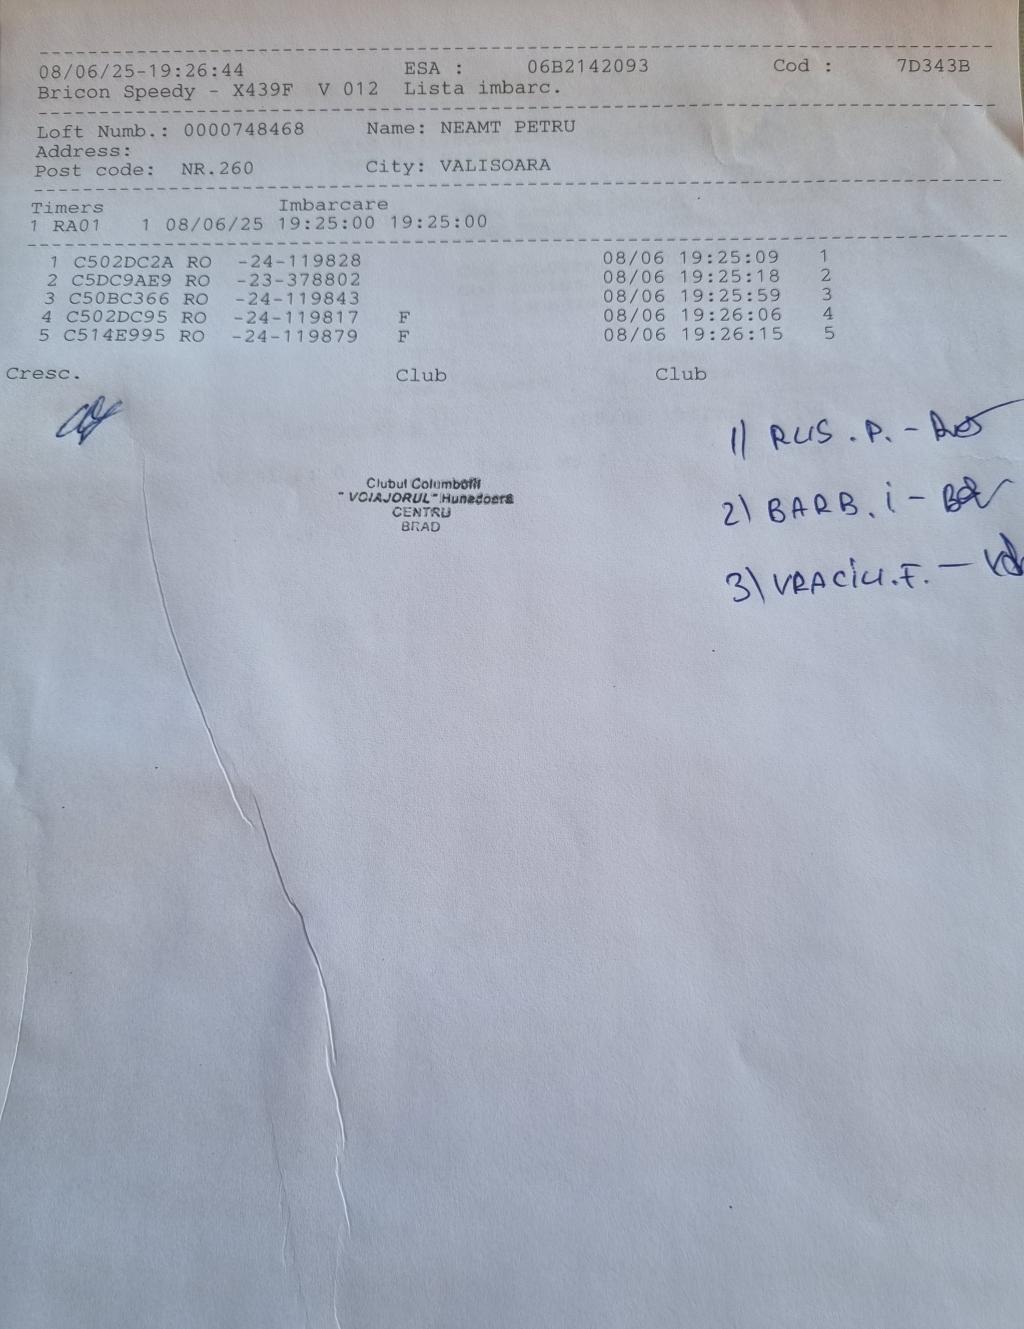 08/06/25-19:26:44 ESA : 06B2142093 Cod : 7D343B
Bricon Speedy - X439F V 012 Lista imbarc.
Loft Numb.: 0000748468 Name: NEAMT PETRU
Address:
Post code: NR.260 City: VALISOARA
Timers Imbarcare
1 RA01 1 08/06/25 19:25:00 19:25:00
1 C502DC2A RO -24-119828 08/06 19:25:09 1
2 C5DC9AE9 RO -23-378802 08/06 19:25:18 2
3 C50BC366 RO -24-119843 08/06 19:25:59 3
4 C502DC95 RO -24-119817 F 08/06 19:26:06 4
5 C514E995 RO -24-119879 F 08/06 19:26:15 5
Cresc. Club Club
1) RUS . P. -
Clubul Columbofil
"VOIAJORUL" Hunedoara
CENTRU
BRAD
2) BARB . i -
3) VRACIU . F. -